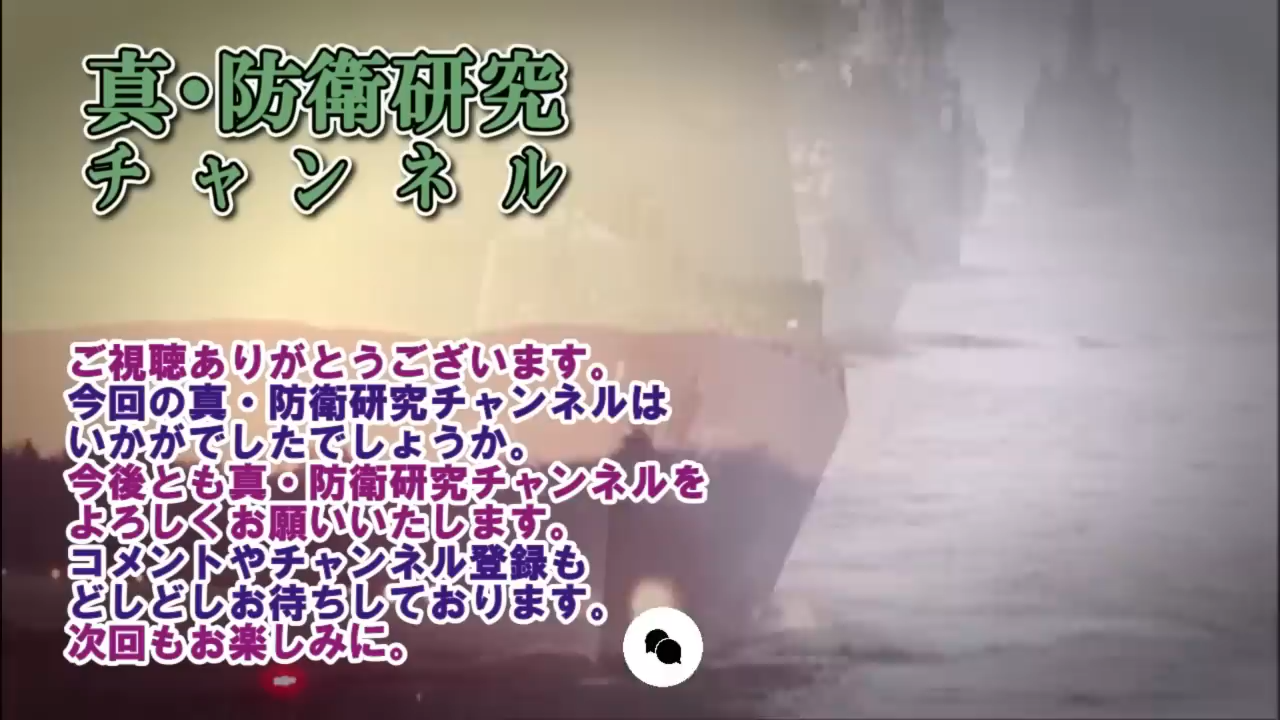 真・防衛研究
チャンネル
ご視聴ありがとうございます。
今回の真・防衛研究チャンネルは
いかがでしたでしょうか。
今後とも真・防衛研究チャンネルを
よろしくお願いいたします。
コメントやチャンネル登録も
どしどしお待ちしております。
次回もお楽しみに。